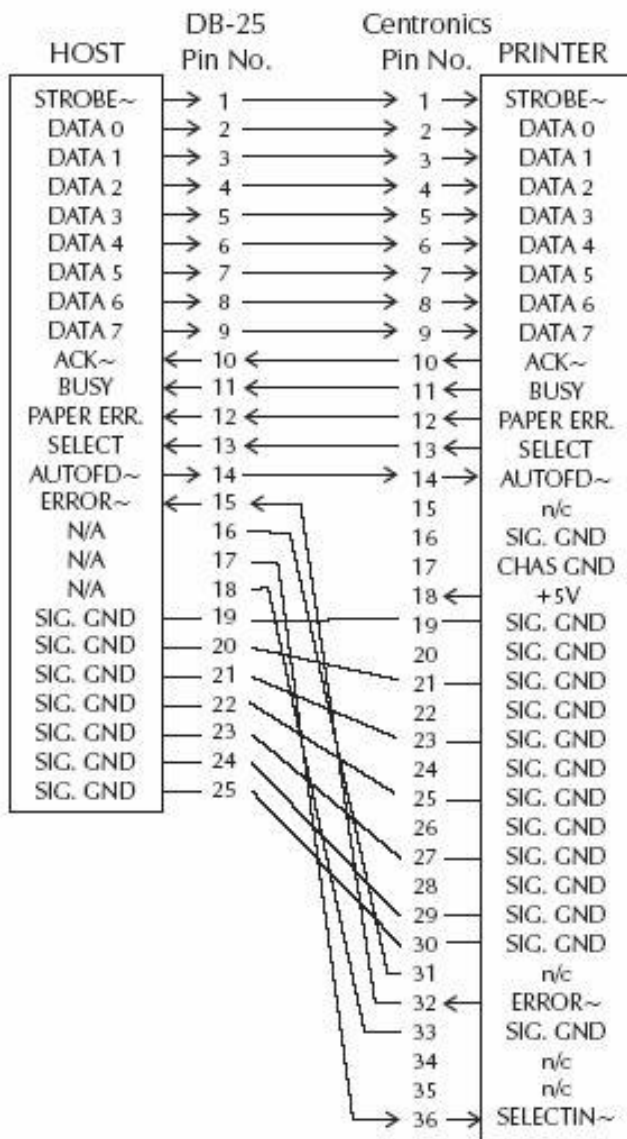 DB-25 Centronics
HOST Pin No. Pin No. PRINTER
STROBE~ 1 1 STROBE~
DATA 0 2 2 DATA 0
DATA 1 3 3 DATA 1
DATA 2 4 4 DATA 2
DATA 3 5 5 DATA 3
DATA 4 6 6 DATA 4
DATA 5 7 7 DATA 5
DATA 6 8 8 DATA 6
DATA 7 9 9 DATA 7
ACK~ 10 10 ACK~
BUSY 11 11 BUSY
PAPER ERR. 12 12 PAPER ERR.
SELECT 13 13 SELECT
AUTOFD~ 14 14 AUTOFD~
ERROR~ 15 15 n/c
N/A 16 16 SIG. GND
N/A 17 17 CHAS GND
N/A 18 18 +5V
SIG. GND 19 19 SIG. GND
SIG. GND 20 20 SIG. GND
SIG. GND 21 21 SIG. GND
SIG. GND 22 22 SIG. GND
SIG. GND 23 23 SIG. GND
SIG. GND 24 24 SIG. GND
SIG. GND 25 25 SIG. GND
26 SIG. GND
27 SIG. GND
28 SIG. GND
29 SIG. GND
30 SIG. GND
31 n/c
32 ERROR~
33 SIG. GND
34 n/c
35 n/c
36 SELECTIN~